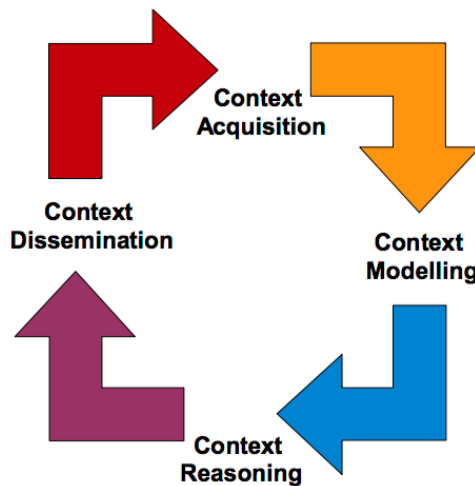 Context
Acquisition
Context
Modelling
Context
Reasoning
Context
Dissemination